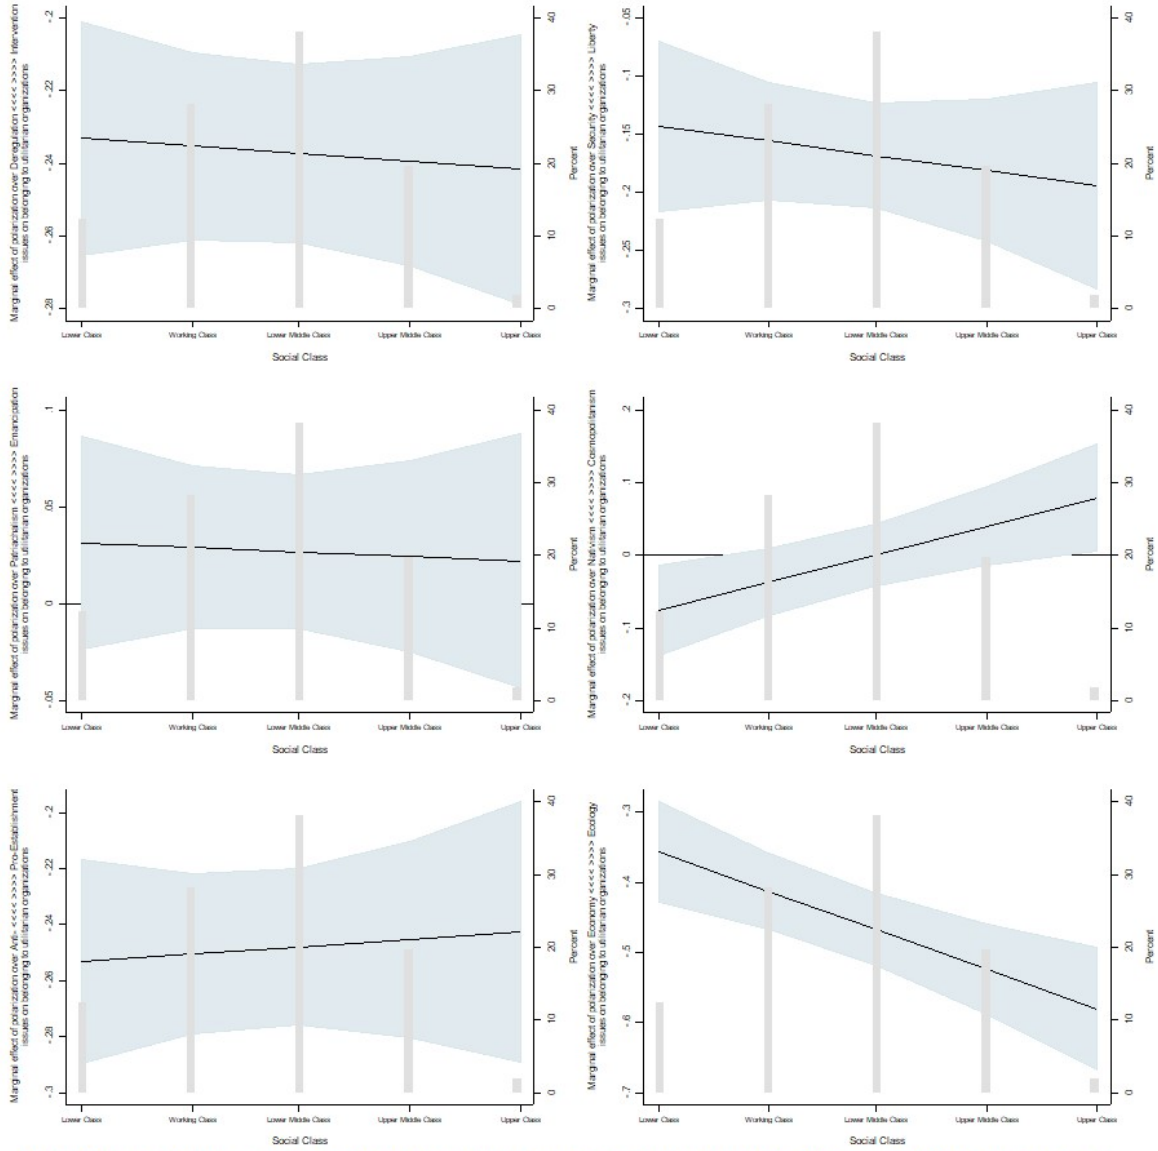 Marginal effect of polarization over Deregulation <<<< >>>> Intervention
issues on belonging to utilitarian organizations
-.2
-.22
-.24
-.26
-.28
40
30
20
10
0
Percent
Lower Class
Working Class
Lower Middle Class
Upper Middle Class
Upper Class
Social Class
Marginal effect of polarization over Security <<<< >>>> Liberty
issues on belonging to utilitarian organizations
-.05
-.1
-.15
-.2
-.25
-.3
40
30
20
10
0
Percent
Lower Class
Working Class
Lower Middle Class
Upper Middle Class
Upper Class
Social Class
Marginal effect of polarization over Patriachalism <<<< >>>> Emancipation
issues on belonging to utilitarian organizations
.1
.05
0
-.05
40
30
20
10
0
Percent
Lower Class
Working Class
Lower Middle Class
Upper Middle Class
Upper Class
Social Class
Marginal effect of polarization over Nativism <<<< >>>> Cosmopolitanism
issues on belonging to utilitarian organizations
.2
.1
0
-.1
-.2
40
30
20
10
0
Percent
Lower Class
Working Class
Lower Middle Class
Upper Middle Class
Upper Class
Social Class
Marginal effect of polarization over Anti- <<<< >>>> Pro-Establishment
issues on belonging to utilitarian organizations
-.2
-.22
-.24
-.26
-.28
-.3
40
30
20
10
0
Percent
Lower Class
Working Class
Lower Middle Class
Upper Middle Class
Upper Class
Social Class
Marginal effect of polarization over Economy <<<< >>>> Ecology
issues on belonging to utilitarian organizations
-.3
-.4
-.5
-.6
-.7
40
30
20
10
0
Percent
Lower Class
Working Class
Lower Middle Class
Upper Middle Class
Upper Class
Social Class